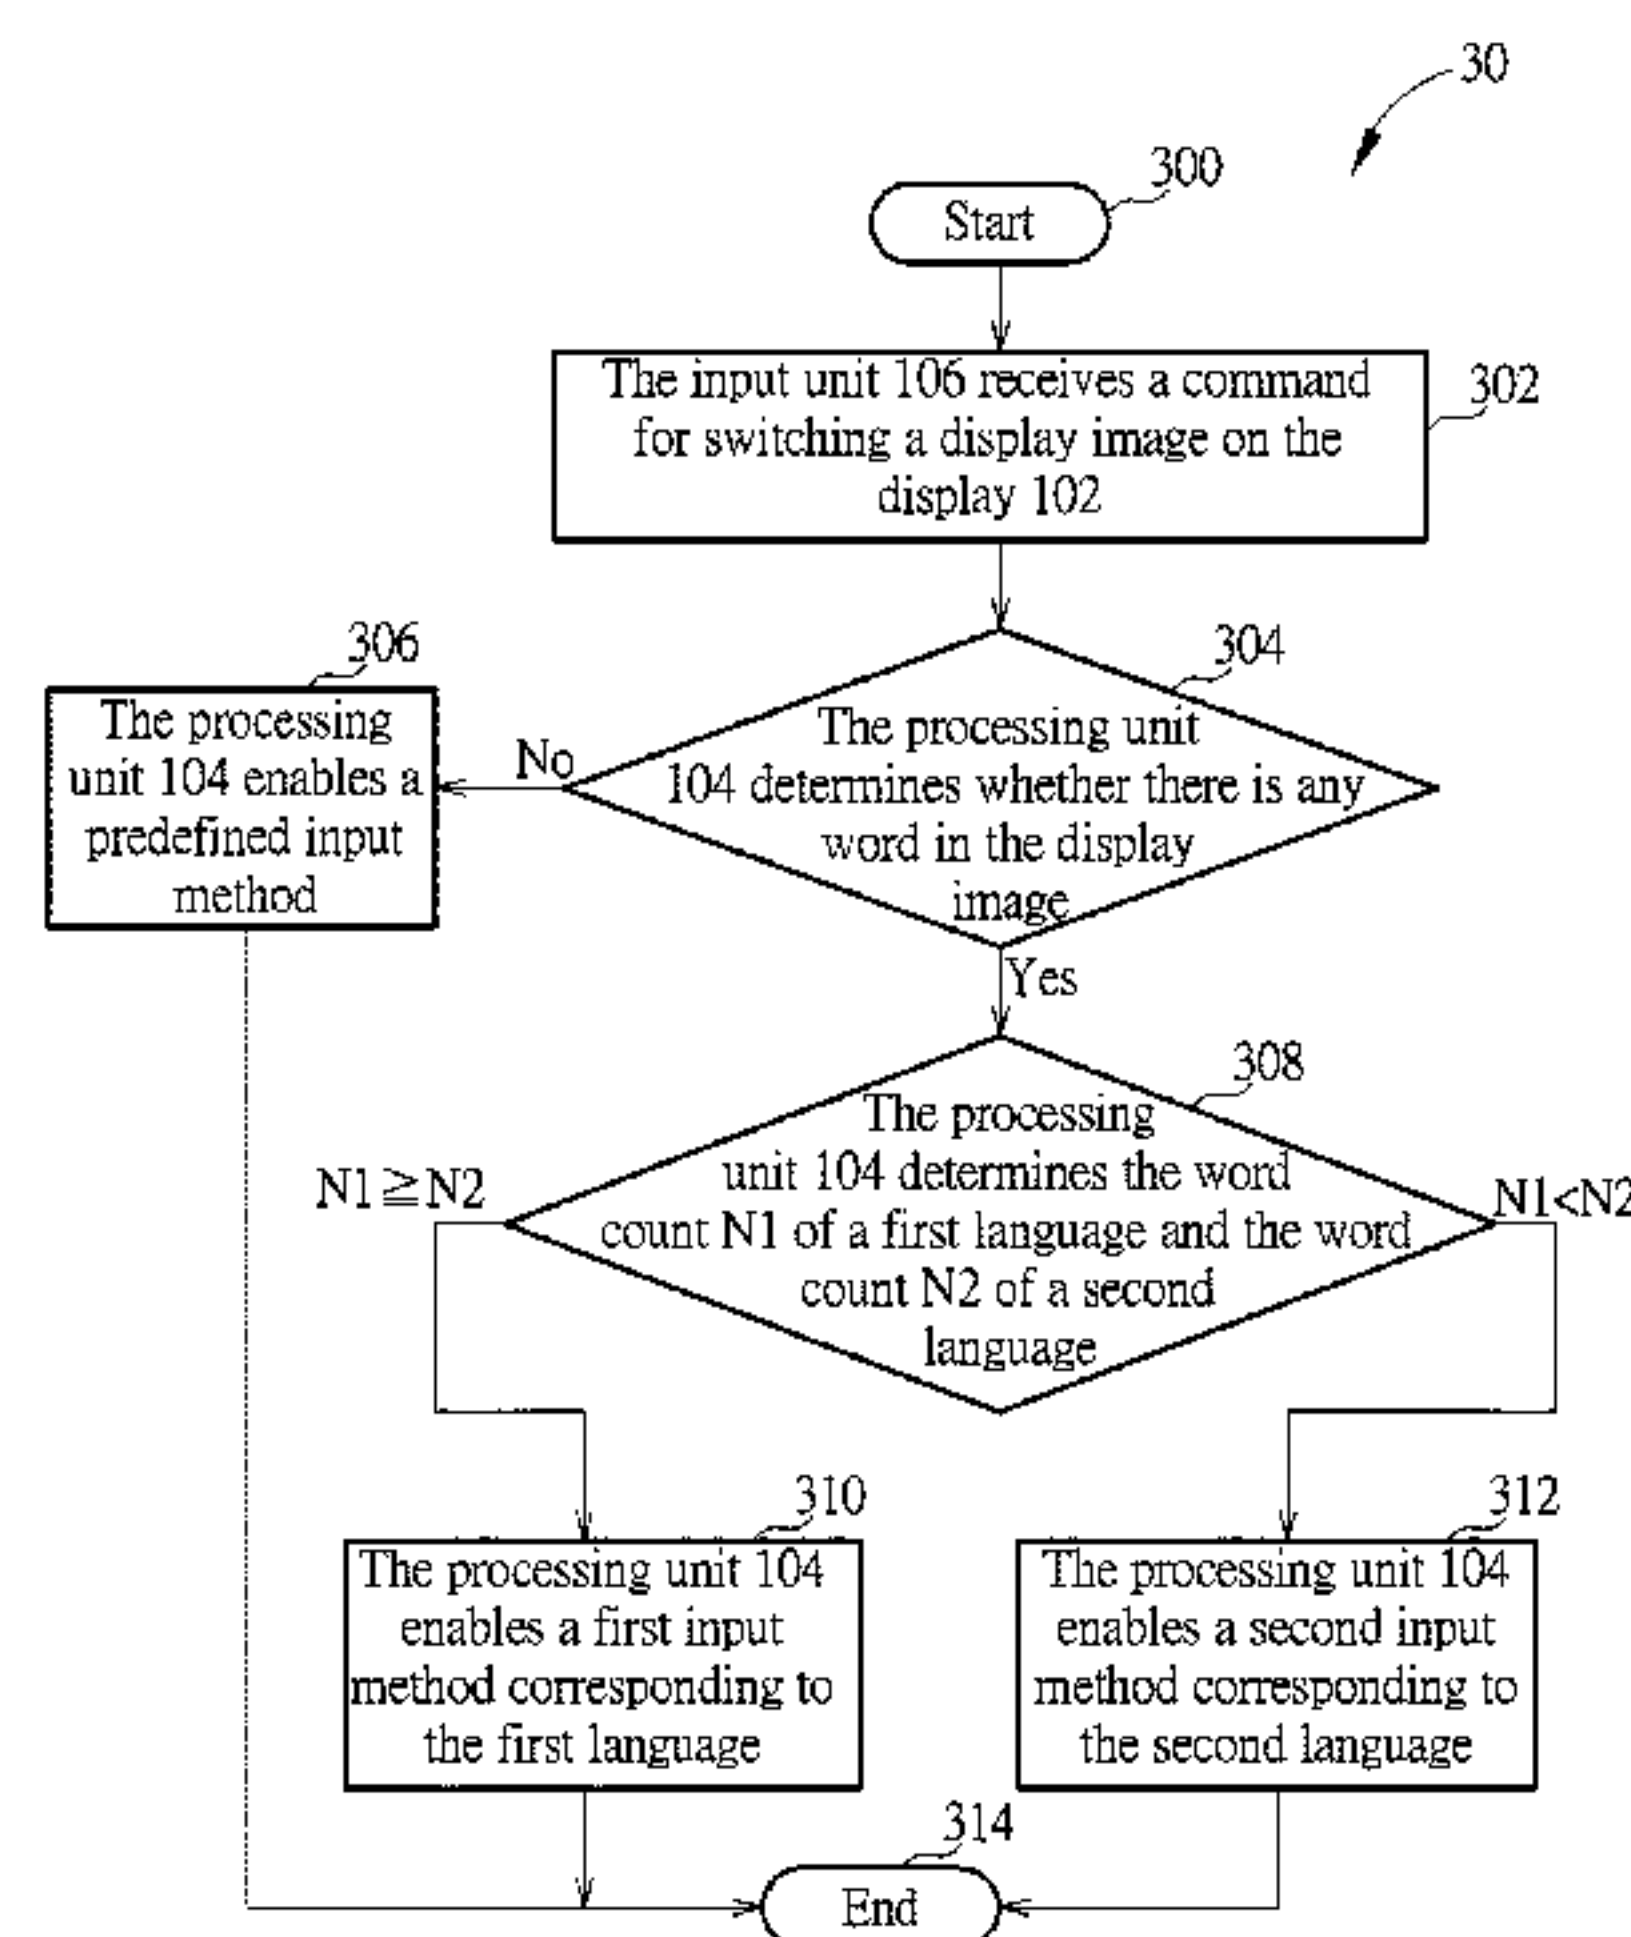 30
300
Start
The input unit 106 receives a command
for switching a display image on the
display 102
302
304
The processing unit
104 determines whether there is any
word in the display
image
No
306
The processing
unit 104 enables a
predefined input
method
Yes
308
The processing
unit 104 determines the word
count N1 of a first language and the word
count N2 of a second
language
N1≧N2
N1<N2
310
The processing unit 104
enables a first input
method corresponding to
the first language
312
The processing unit 104
enables a second input
method corresponding to
the second language
314
End